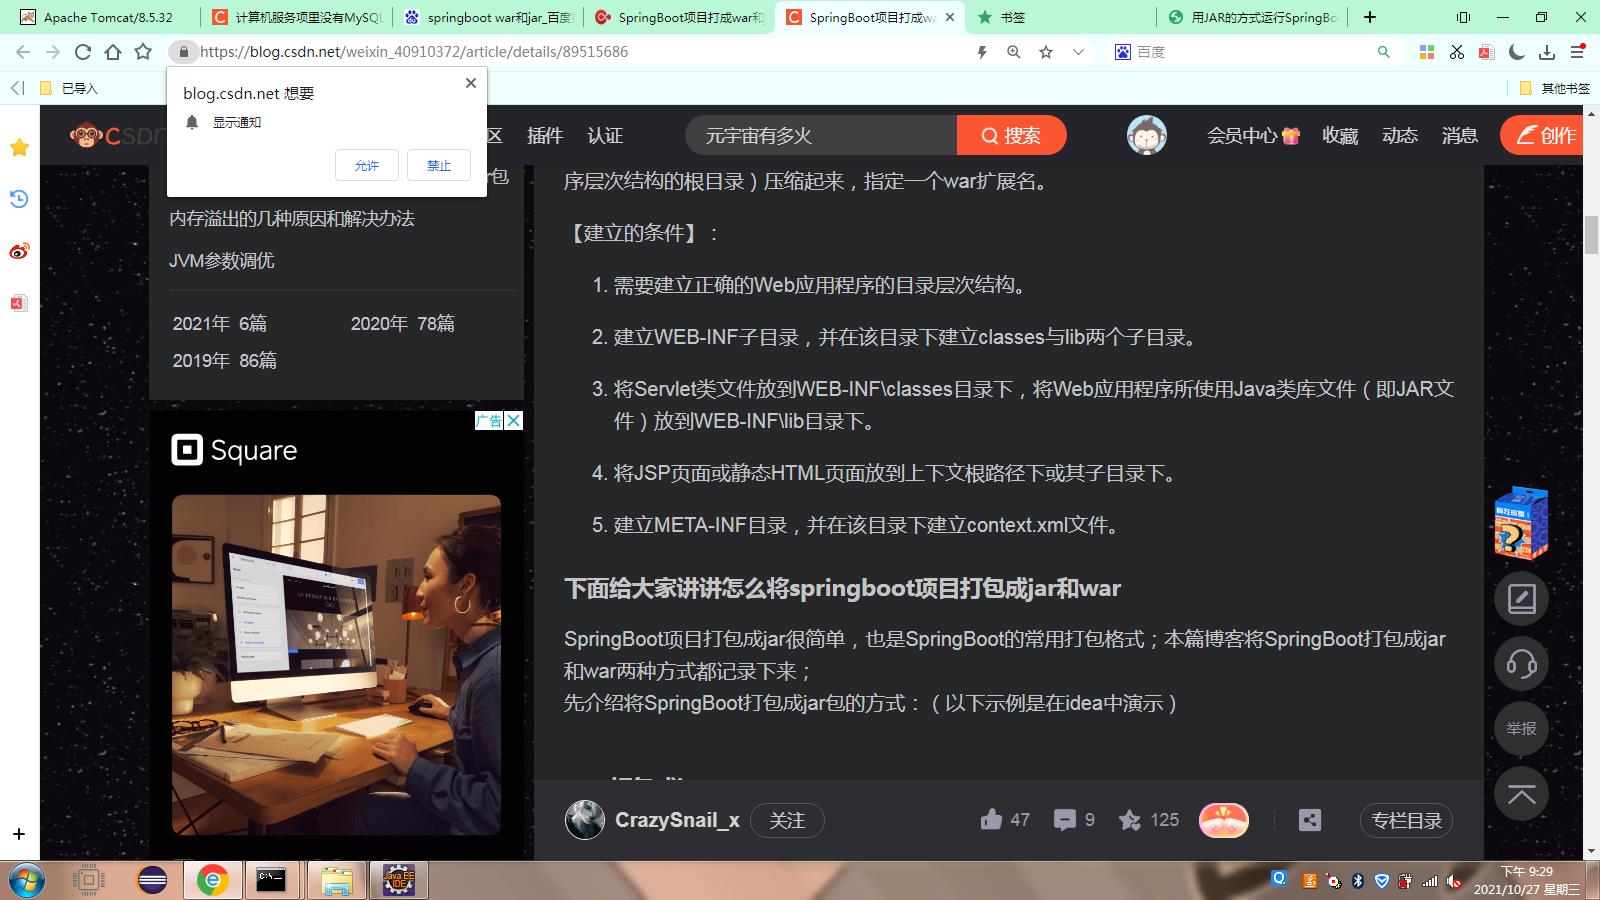 Apache Tomcat/8.5.32
计算机服务项里没有MySQL
springboot war和jar_百度
SpringBoot项目打成war和
SpringBoot项目打成wa
书签
用JAR的方式运行SpringBo
https://blog.csdn.net/weixin_40910372/article/details/89515686
百度
已导入
其他书签
blog.csdn.net 想要
显示通知
允许
禁止
CSDN
区
插件
认证
元宇宙有多火
搜索
会员中心
收藏
动态
消息
创作
包
内存溢出的几种原因和解决办法
JVM参数调优
2021年 6篇
2020年 78篇
2019年 86篇
广告
Square
序层次结构的根目录）压缩起来，指定一个war扩展名。
【建立的条件】：
1. 需要建立正确的Web应用程序的目录层次结构。
2. 建立WEB-INF子目录，并在该目录下建立classes与lib两个子目录。
3. 将Servlet类文件放到WEB-INF\classes目录下，将Web应用程序所使用Java类库文件（即JAR文
件）放到WEB-INF\lib目录下。
4. 将JSP页面或静态HTML页面放到上下文根路径下或其子目录下。
5. 建立META-INF目录，并在该目录下建立context.xml文件。
下面给大家讲讲怎么将springboot项目打包成jar和war
SpringBoot项目打包成jar很简单，也是SpringBoot的常用打包格式；本篇博客将SpringBoot打包成jar
和war两种方式都记录下来；
先介绍将SpringBoot打包成jar包的方式：（以下示例是在idea中演示）
CrazySnail_x
关注
47
9
125
专栏目录
举报
Java EE
IDE
下午 9:29
2021/10/27 星期三